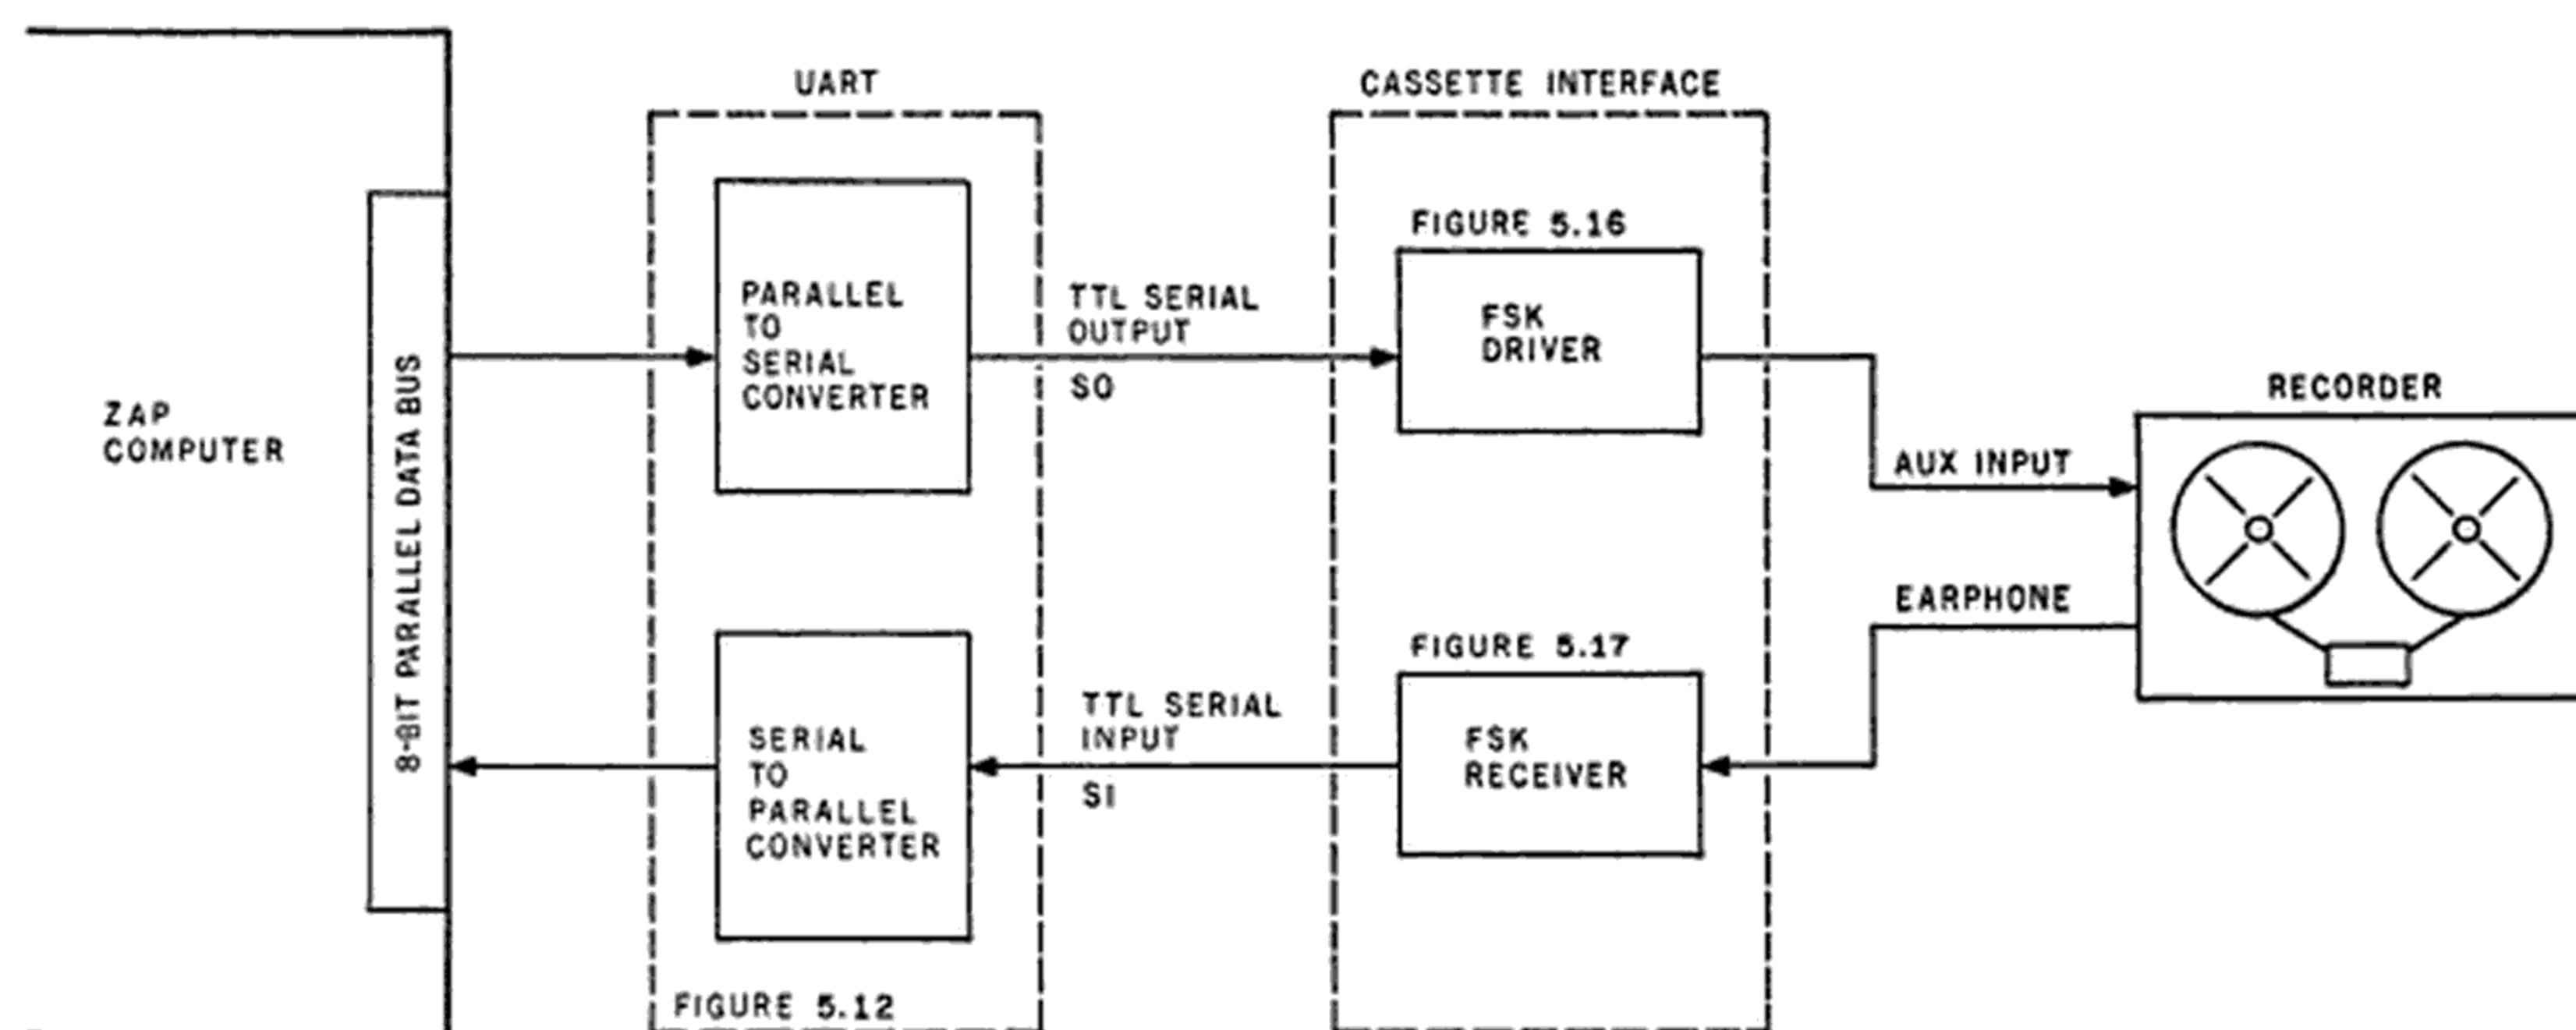 UART
CASSETTE INTERFACE
FIGURE 5.16
PARALLEL
TO
SERIAL
CONVERTER
TTL SERIAL
OUTPUT
SO
FSK
DRIVER
RECORDER
ZAP
COMPUTER
8-BIT PARALLEL DATA BUS
AUX INPUT
EARPHONE
FIGURE 5.17
SERIAL
TO
PARALLEL
CONVERTER
TTL SERIAL
INPUT
SI
FSK
RECEIVER
FIGURE 5.12